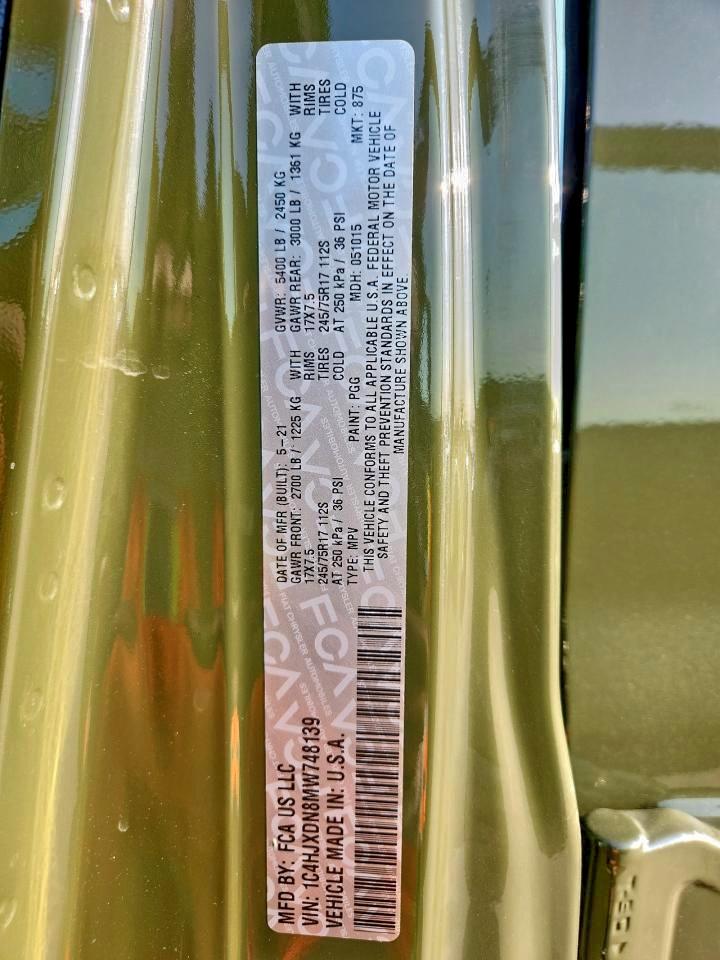 MFD BY: FCA US LLC
VIN: 1C4HJXDN8MW748139
VEHICLE MADE IN: U.S.A.
DATE OF MFR (BUILT): 5-21 GVWR: 5400 LB / 2450 KG
GAWR FRONT: 2700 LB / 1225 KG WITH GAWR REAR: 3000 LB / 1361 KG WITH
17X7.5 RIMS 17X7.5 RIMS
245/75R17 112S TIRES 245/75R17 112S TIRES
AT 250 kPa / 36 PSI COLD AT 250 kPa / 36 PSI COLD
TYPE: MPV PAINT: PGG MDH: 051015 MKT: 875
THIS VEHICLE CONFORMS TO ALL APPLICABLE U.S.A. FEDERAL MOTOR VEHICLE
SAFETY AND THEFT PREVENTION STANDARDS IN EFFECT ON THE DATE OF
MANUFACTURE SHOWN ABOVE.